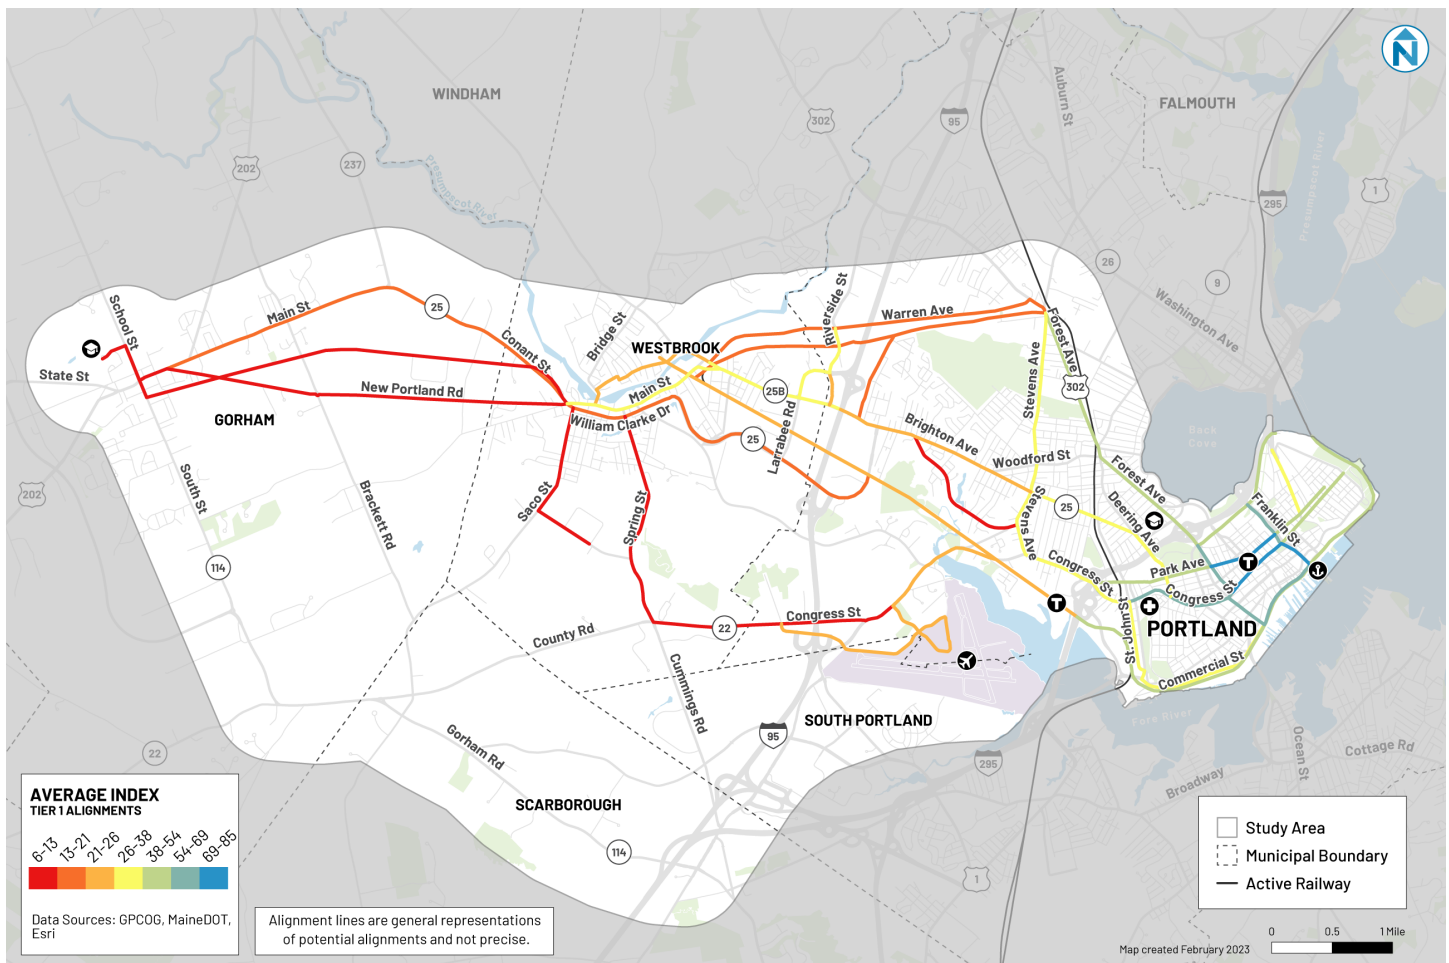 N
WINDHAM
FALMOUTH
Auburn St
302
95
202
237
Presumpscot River
Presumpscot River
295
1
26
9
Washington Ave
School St
Main St
25
Conant St
Bridge St
Riverside St
Warren Ave
Forest Ave
WESTBROOK
302
State St
New Portland Rd
Main St
25B
Stevens Ave
GORHAM
William Clarke Dr
25
Larrabee Rd
Brighton Ave
Back
Cove
Woodford St
Forest Ave
202
South St
Brackett Rd
Saco St
Spring St
Stevens Ave
25
Deering Ave
Franklin St
T
114
Congress St
Park Ave
Congress St
T
22
Congress St
St John St
PORTLAND
County Rd
Cummings Rd
Commercial St
Fore River
SOUTH PORTLAND
95
295
Gorham Rd
22
Ocean St
Cottage Rd
Broadway
SCARBOROUGH
114
1
AVERAGE INDEX
TIER 1 ALIGNMENTS
6-13
13-21
21-26
26-38
38-54
54-69
69-85
Data Sources: GPCOG, MaineDOT,
Esri
Alignment lines are general representations
of potential alignments and not precise.
Study Area
Municipal Boundary
Active Railway
0 0.5 1 Mile
Map created February 2023